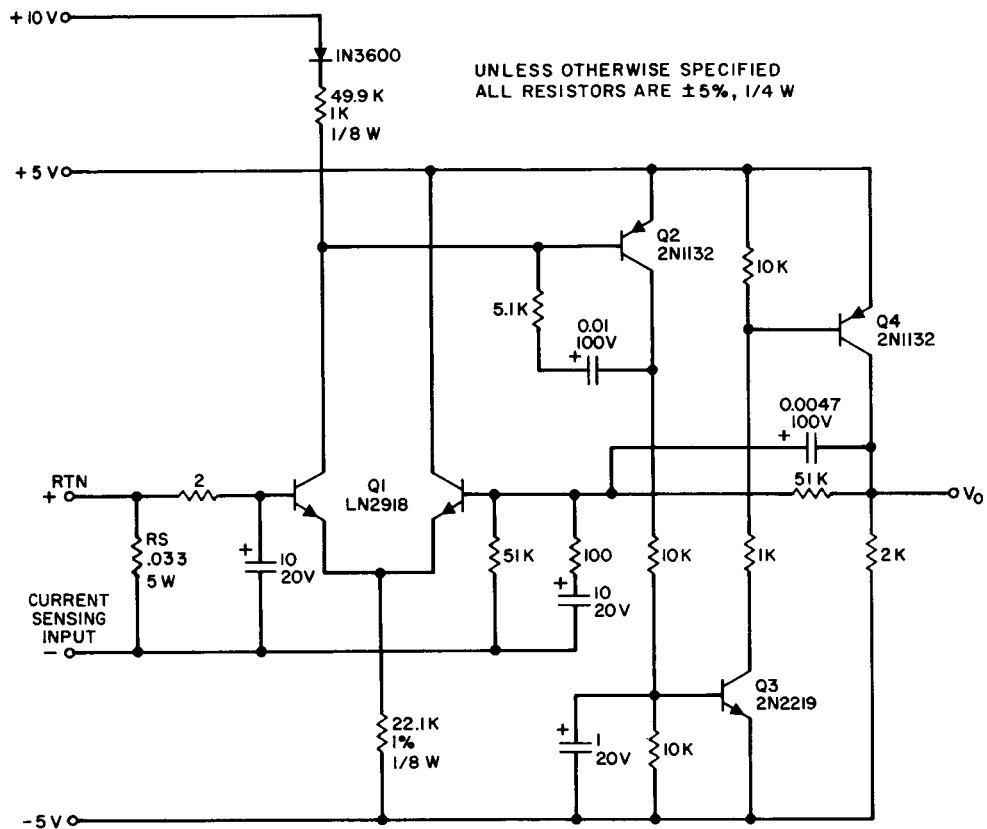 +10V
1N3600
UNLESS OTHERWISE SPECIFIED
ALL RESISTORS ARE ±5%, 1/4 W
49.9 K
1K
1/8 W
+5V
Q2
2N1132
10K
5.1K
0.01
100V
+
Q4
2N1132
0.0047
100V
+
RTN
+
2
Q1
LN2918
51K
Vo
RS
.033
5W
+
10
20V
51K
100
10K
1K
2K
+
10
20V
CURRENT
SENSING
INPUT
-
Q3
2N2219
22.1K
1%
1/8 W
+
1
20V
10K
-5V